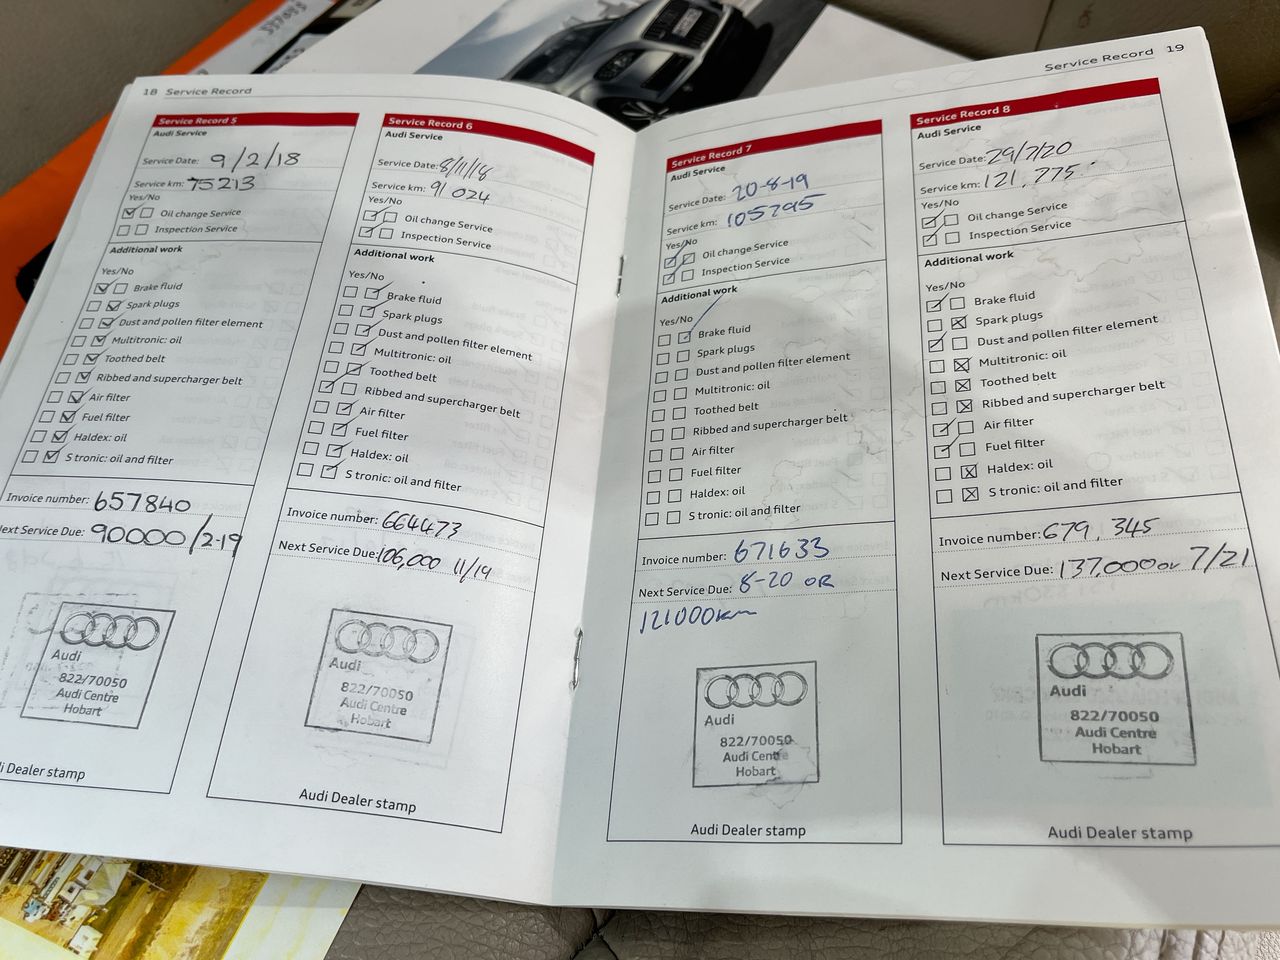 18 Service Record
Service Record 5
Audi Service
Service Date: 9/2/18
Service km: 75213
Yes/No
Oil change Service
Inspection Service
Additional work
Yes/No
Brake fluid
Spark plugs
Dust and pollen filter element
Multitronic: oil
Toothed belt
Ribbed and supercharger belt
Air filter
Fuel filter
Haldex: oil
S tronic: oil and filter
Invoice number: 657840
Next Service Due: 90000/2-19
Audi
822/70050
Audi Centre
Hobart
Dealer stamp
Service Record 6
Audi Service
Service Date: 8/11/18
Service km: 91 024
Yes/No
Oil change Service
Inspection Service
Additional work
Yes/No
Brake fluid
Spark plugs
Dust and pollen filter element
Multitronic: oil
Toothed belt
Ribbed and supercharger belt
Air filter
Fuel filter
Haldex: oil
S tronic: oil and filter
Invoice number: 664473
Next Service Due: 106,000 11/19
Audi
822/70050
Audi Centre
Hobart
Audi Dealer stamp
Service Record 19
Service Record 7
Audi Service
Service Date: 20-8-19
Service km: 105295
Yes/No
Oil change Service
Inspection Service
Additional work
Yes/No
Brake fluid
Spark plugs
Dust and pollen filter element
Multitronic: oil
Toothed belt
Ribbed and supercharger belt
Air filter
Fuel filter
Haldex: oil
S tronic: oil and filter
Invoice number: 671633
Next Service Due: 8-20 OR
121000km
Audi
822/70050
Audi Centre
Hobart
Audi Dealer stamp
Service Record 8
Audi Service
Service Date: 29/7/20
Service km: 121,775
Yes/No
Oil change Service
Inspection Service
Additional work
Yes/No
Brake fluid
Spark plugs
Dust and pollen filter element
Multitronic: oil
Toothed belt
Ribbed and supercharger belt
Air filter
Fuel filter
Haldex: oil
S tronic: oil and filter
Invoice number: 679, 345
Next Service Due: 137,000 or 7/21
Audi
822/70050
Audi Centre
Hobart
Audi Dealer stamp